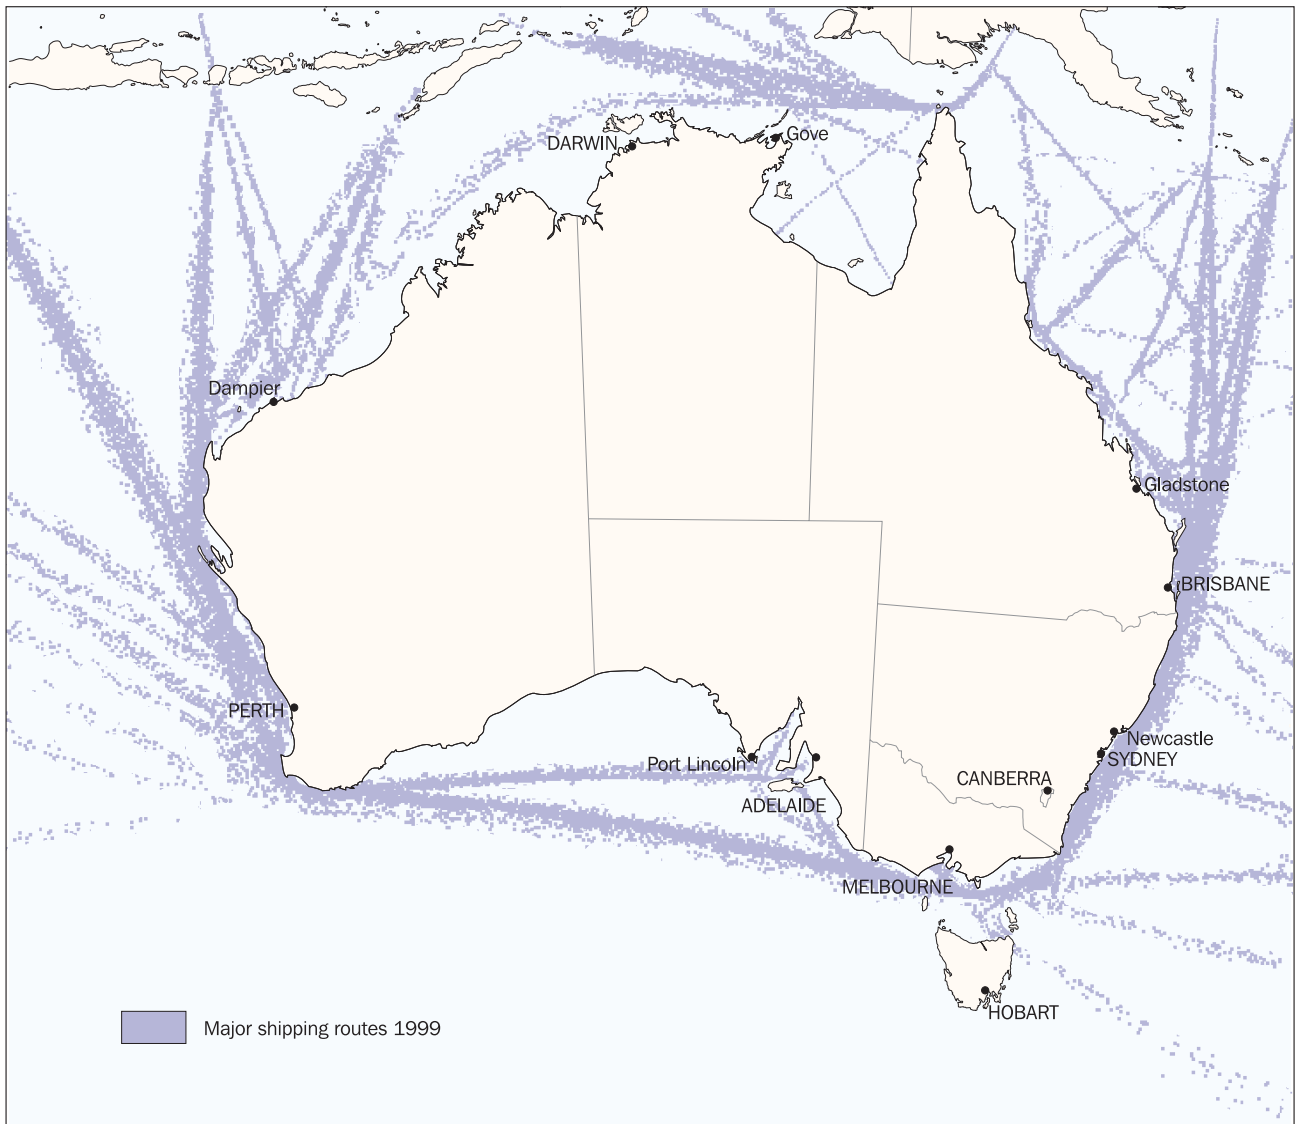 DARWIN
Gove
Dampier
Gladstone
BRISBANE
PERTH
Newcastle
SYDNEY
Port Lincoln
CANBERRA
ADELAIDE
MELBOURNE
HOBART
Major shipping routes 1999